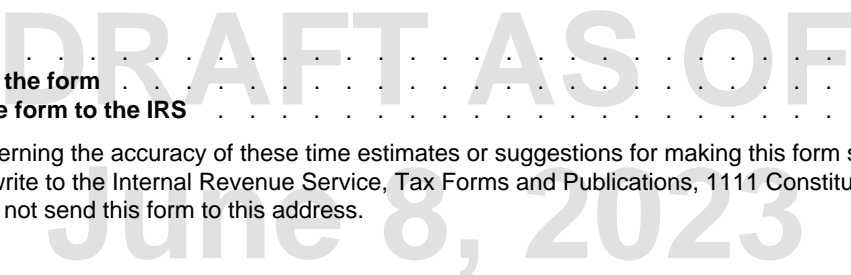 DRAFT AS OF
. . . . . . . . . . . . . . . . . . . . . . . . . .
the form . . . . . . . . . . . . . . . . . . . . . . .
form to the IRS . . . . . . . . . . . . . . . . . . . .
erning the accuracy of these time estimates or suggestions for making this form s
write to the Internal Revenue Service, Tax Forms and Publications, 1111 Constitu
not send this form to this address.
June 8, 2023